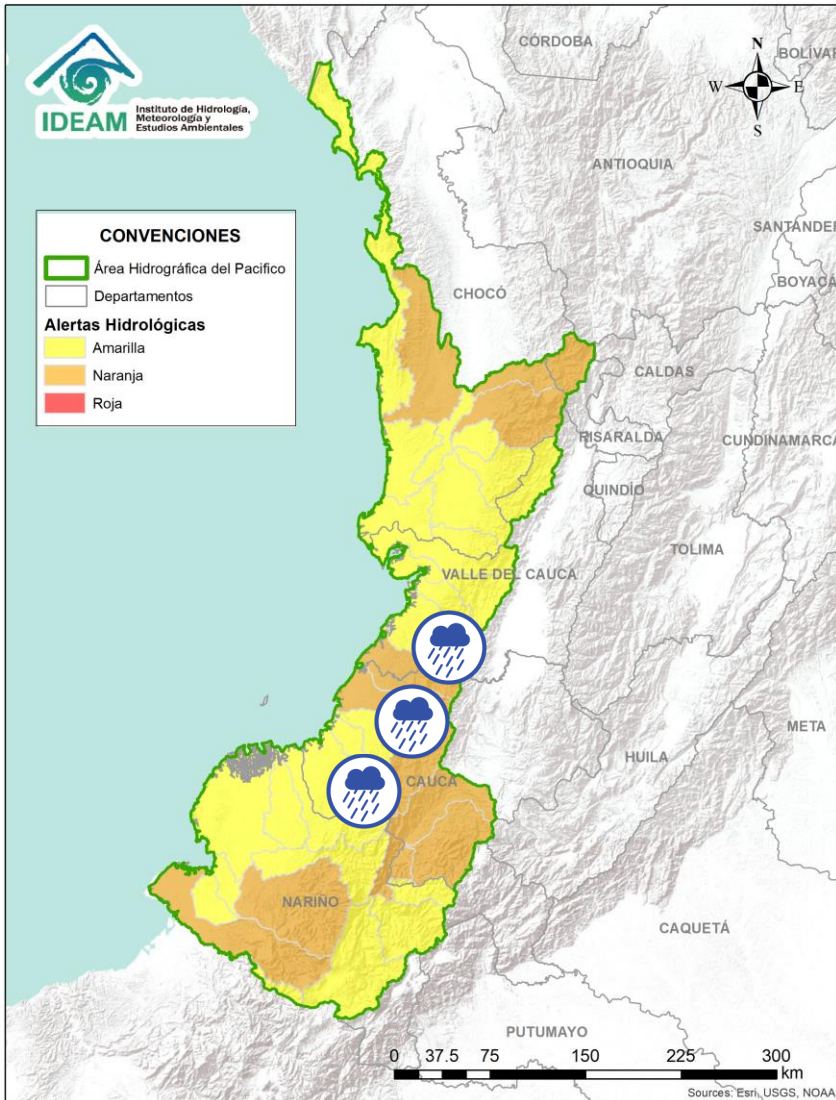 IDEAM
Instituto de Hidrología,
Meteorología y
Estudios Ambientales
N
W
E
S
CÓRDOBA
BOLÍVAR
ANTIOQUIA
SANTANDER
BOYACÁ
CHOCÓ
CALDAS
RISARALDA
CUNDINAMARCA
QUINDÍO
TOLIMA
VALLE DEL CAUCA
META
HUILA
CAUCA
NARIÑO
CAQUETÁ
PUTUMAYO
CONVENCIONES
Área Hidrográfica del Pacifico
Departamentos
Alertas Hidrológicas
Amarilla
Naranja
Roja
0 37.5 75 150 225 300
km
Sources: Esri, USGS, NOAA